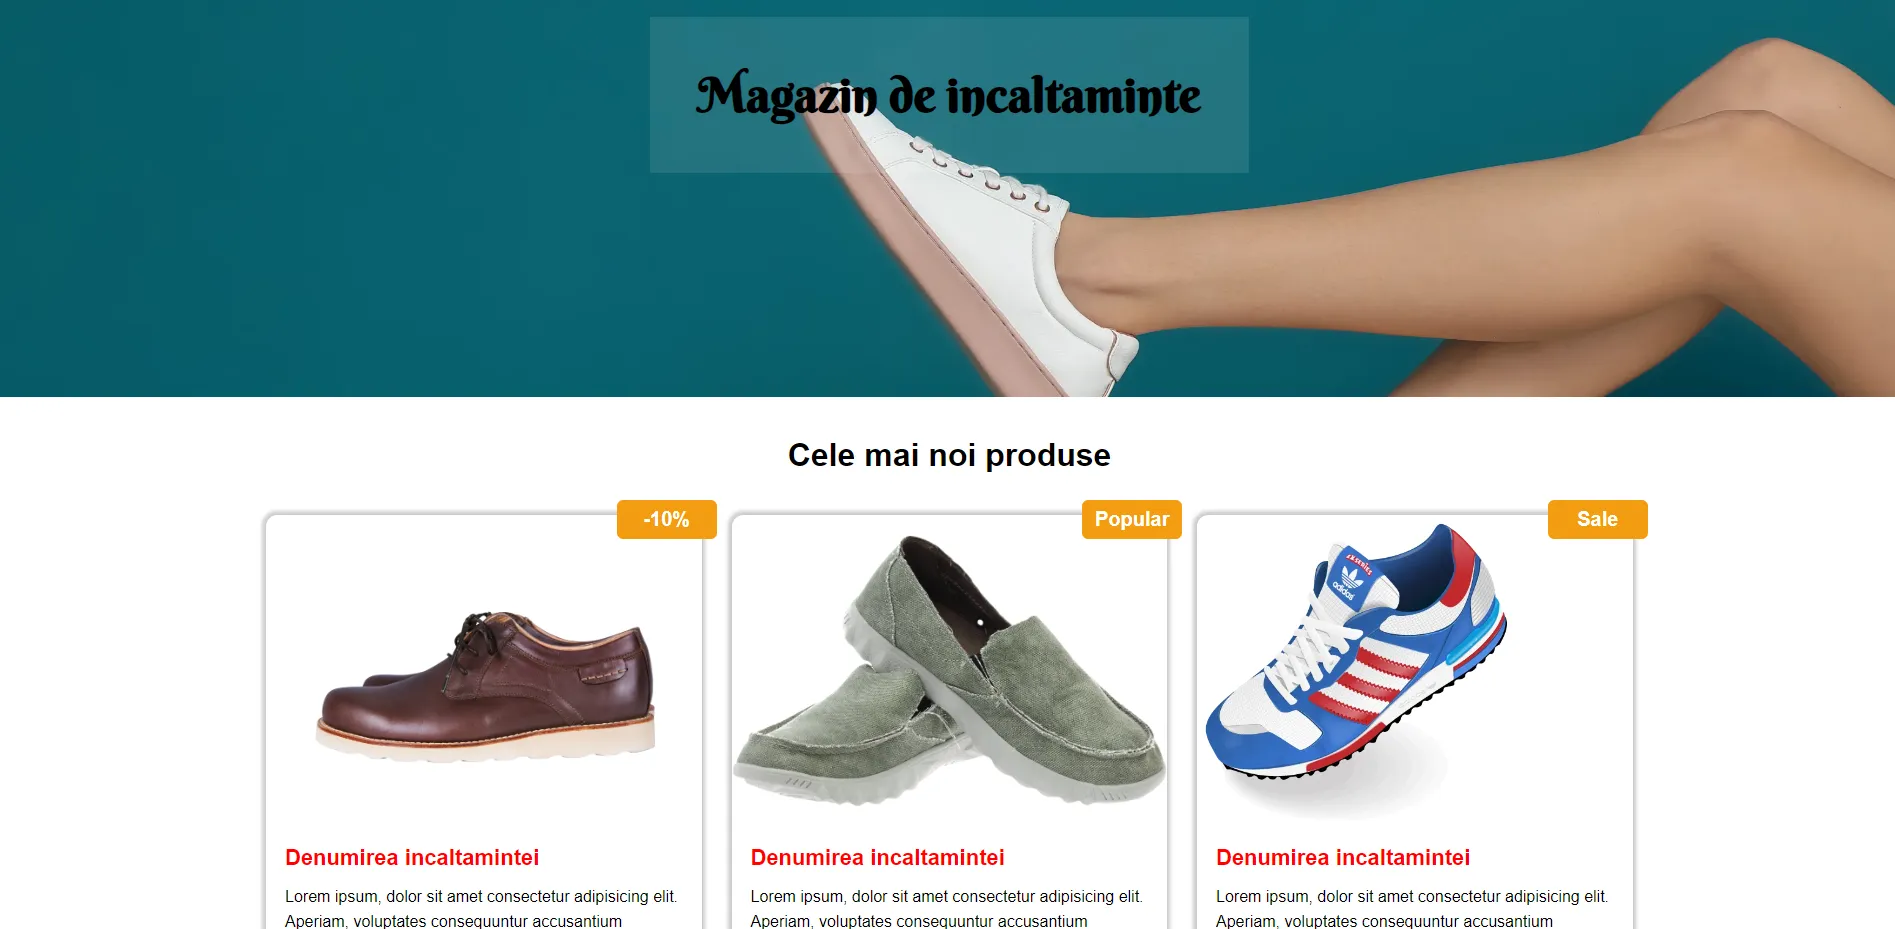 Magazin de incaltaminte
Cele mai noi produse
-10%
Popular
Sale
adidas
Denumirea incaltamintei
Lorem ipsum, dolor sit amet consectetur adipisicing elit.
Aperiam, voluptates consequuntur accusantium
Denumirea incaltamintei
Lorem ipsum, dolor sit amet consectetur adipisicing elit.
Aperiam, voluptates consequuntur accusantium
Denumirea incaltamintei
Lorem ipsum, dolor sit amet consectetur adipisicing elit.
Aperiam, voluptates consequuntur accusantium